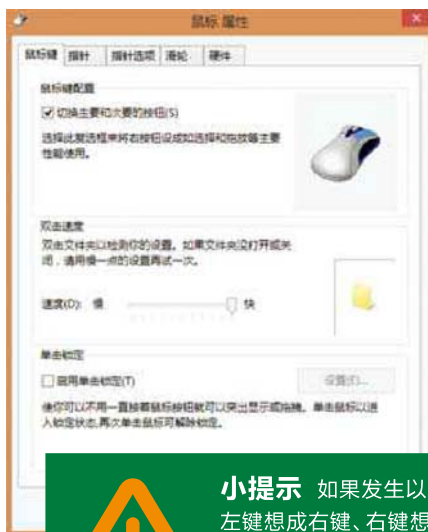 鼠标 属性
鼠标键 指针 指针选项 滑轮 硬件
鼠标键配置
切换主要和次要的按钮(S)
选择此复选框来将右按钮设成如选择和拖放等主要
性能使用。
双击速度
双击文件夹以检测你的设置。如果文件夹没打开或关
闭，请用慢一点的设置再试一次。
速度(D): 慢 快
单击锁定
启用单击锁定(T) 设置(E)...
使你可以不用一直按着鼠标按钮就可以突出显示或拖拽。单击鼠标以进
入锁定状态,再次单击鼠标可解除锁定。
小提示 如果发生以
左键想成右键、右键想